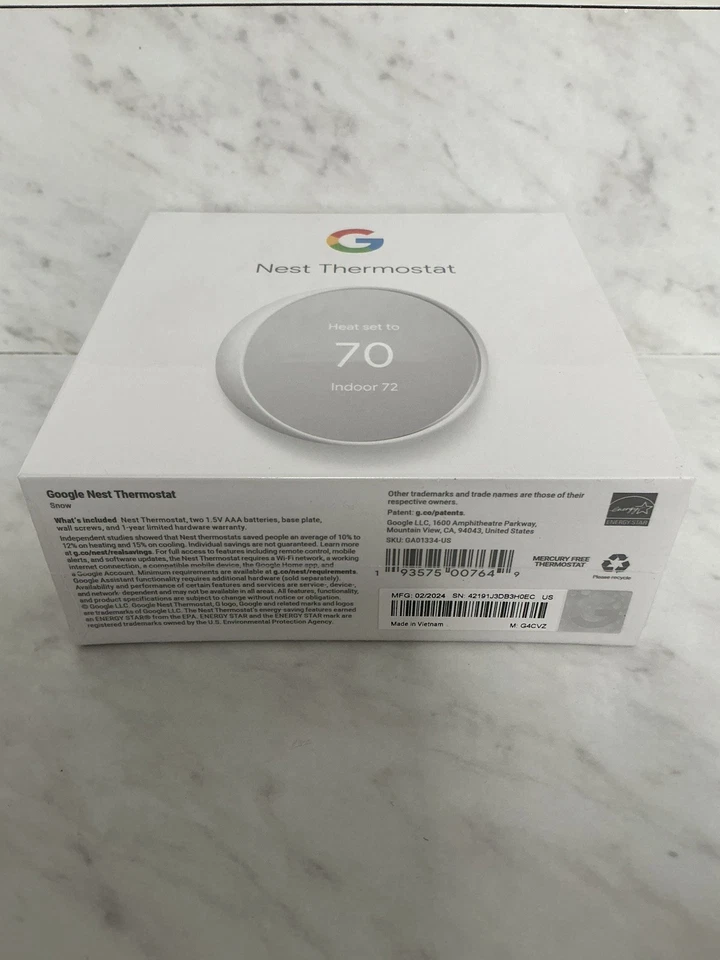 G
Nest Thermostat
Heat set to
70
Indoor 72
Google Nest Thermostat
Snow
What's included Nest Thermostat, two 1.5V AAA batteries, base plate,
wall screws, and 1-year limited hardware warranty.
Independent studies showed that Nest thermostats saved people an average of 10% to
12% on heating and 15% on cooling. Individual savings are not guaranteed. Learn more
at g.co/nest/realsavings. For full access to features including remote control, mobile
alerts, and software updates, the Nest Thermostat requires a Wi-Fi network, a working
internet connection, a compatible mobile device, the Google Home app, and
a Google Account. Minimum requirements are available at g.co/nest/requirements.
Google Assistant functionality requires additional hardware (sold separately).
Availability and performance of certain features and services are service-, device-,
and network- dependent and may not be available in all areas. All features, functionality,
and product specifications are subject to change without notice or obligation.
© Google LLC. Google Nest Thermostat, G logo, Google and related marks and logos
are trademarks of Google LLC. The Nest Thermostat's energy saving features earned
an ENERGY STAR® from the EPA. ENERGY STAR and the ENERGY STAR mark are
registered trademarks owned by the U.S. Environmental Protection Agency.
Other trademarks and trade names are those of their
respective owners.
Patent: g.co/patents.
Google LLC, 1600 Amphitheatre Parkway,
Mountain View, CA, 94043, United States
SKU: GA01334-US
1 93575 00764 9
energy
ENERGY STAR
MERCURY FREE
THERMOSTAT
Please recycle
MFG: 02/2024 SN: 42191J3DB3H0EC US
Made in Vietnam
M: G4CVZ